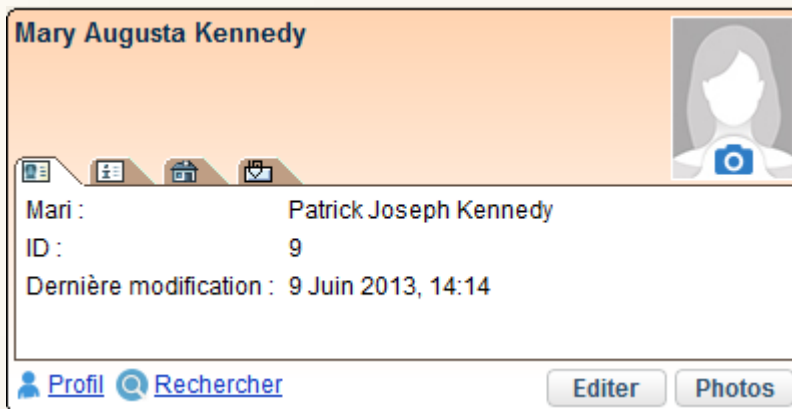 Mary Augusta Kennedy
Mari : Patrick Joseph Kennedy
ID : 9
Dernière modification : 9 Juin 2013, 14:14
Profil Rechercher Editer Photos